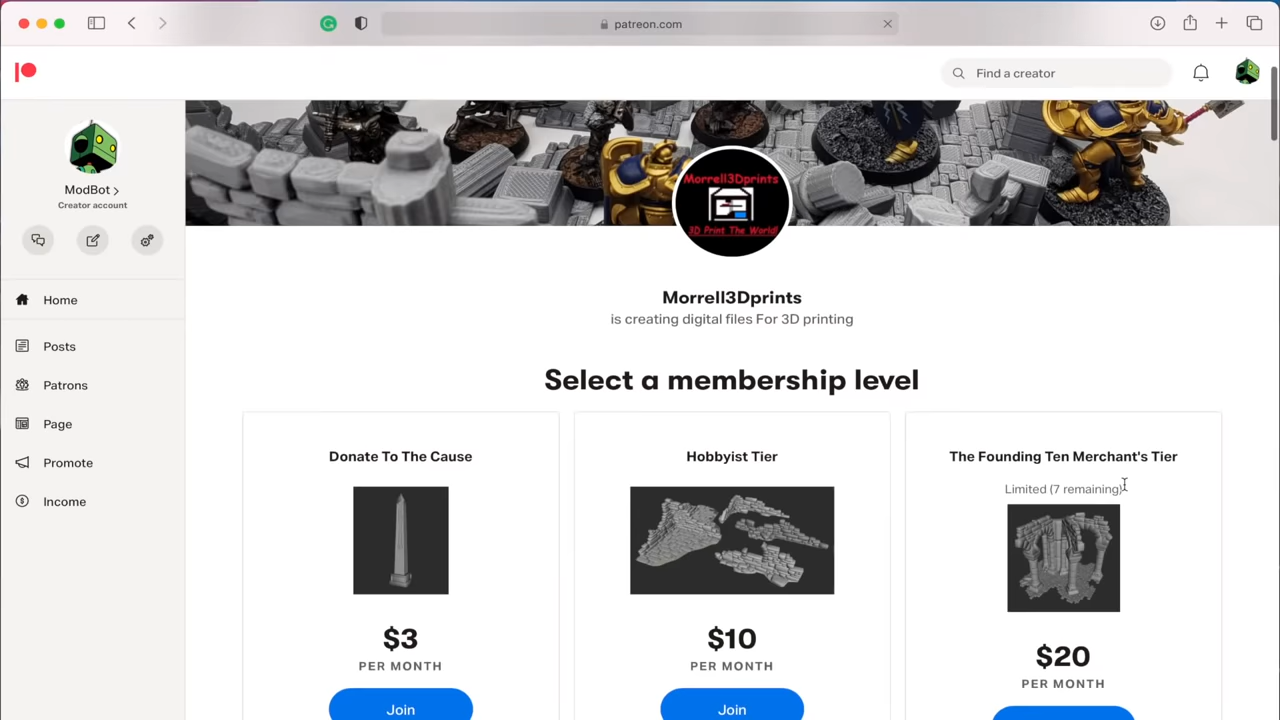 patreon.com
Find a creator
ModBot
Creator account
Home
Posts
Patrons
Page
Promote
Income
Morrell3Dprints
3D Print The World!
Morrell3Dprints
is creating digital files For 3D printing
Select a membership level
Donate To The Cause
$3
PER MONTH
Join
Hobbyist Tier
$10
PER MONTH
Join
The Founding Ten Merchant's Tier
Limited (7 remaining)
$20
PER MONTH